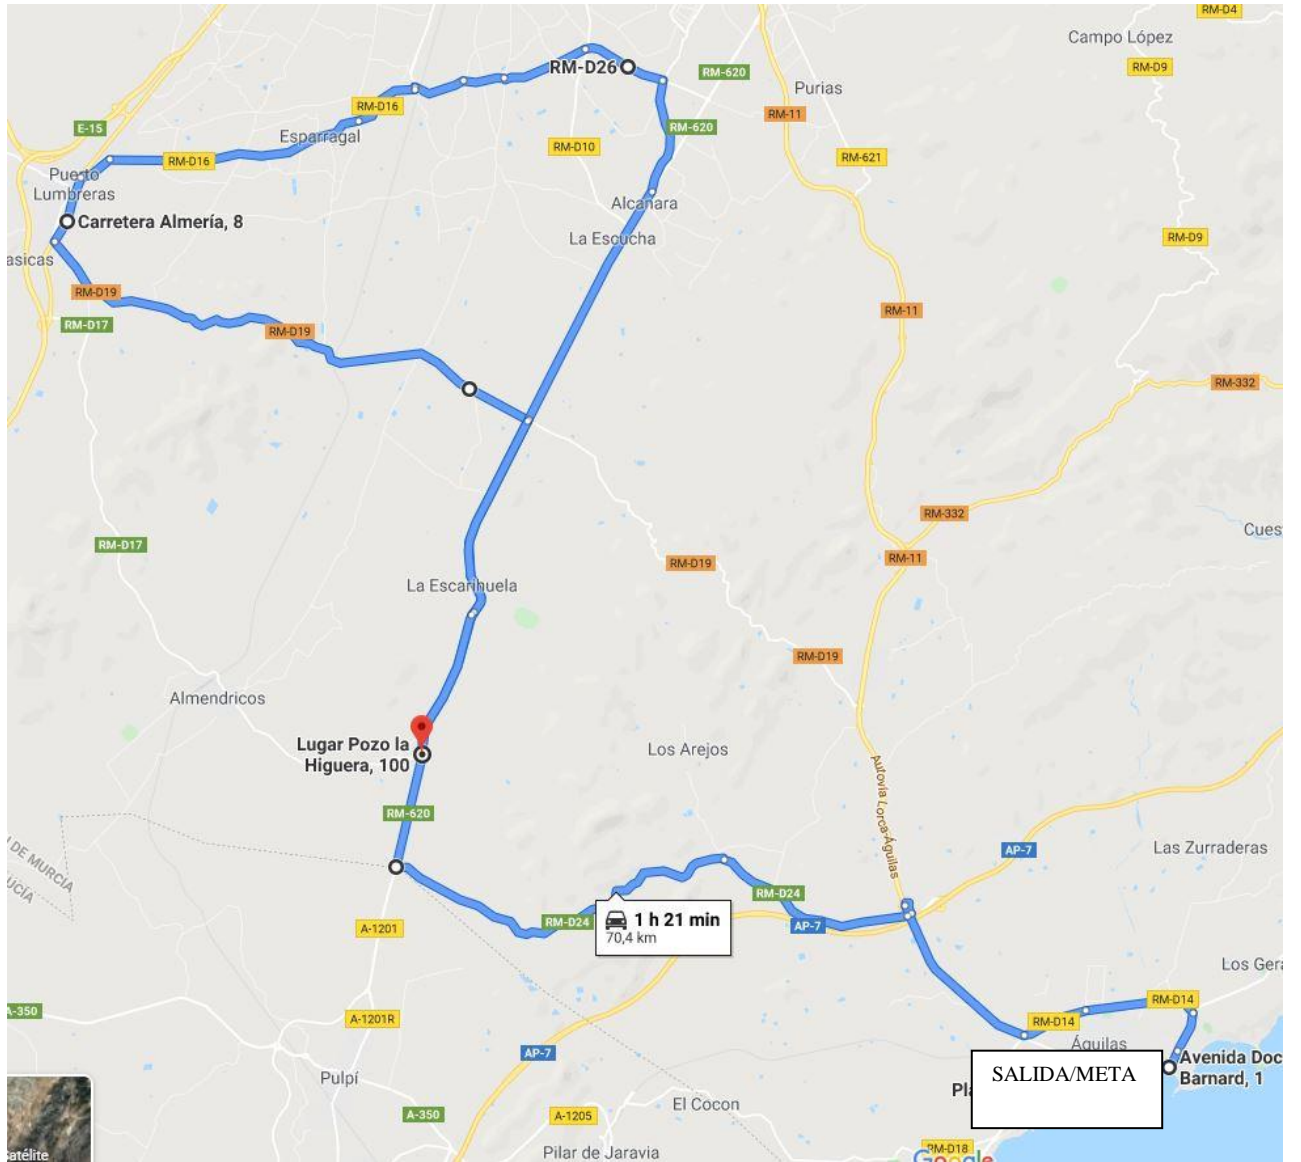 RM-D4
Campo López
RM-D26
RM-620
RM-D9
Purias
RM-D16
RM-11
E-15
Esparragal
RM-620
RM-D10
RM-D16
RM-621
Puerto
Lumbreras
Alcanara
Carretera Almería, 8
La Escucha
RM-D9
asicas
RM-D19
RM-11
RM-D17
RM-D19
RM-332
RM-332
Cues
RM-D17
RM-11
RM-D19
La Escarihuela
RM-D19
Almendricos
Lugar Pozo la
Higuera, 100
Los Arejos
Autovía Lorca-Águilas
RM-620
N DE MURCIA
LUCÍA
AP-7
Las Zurraderas
RM-D24
RM-D24
1 h 21 min
70,4 km
A-1201
AP-7
Los Gera
RM-D14
A-350
A-1201R
RM-D14
Águilas
AP-7
Avenida Doc
Barnard, 1
SALIDA/META
Pla
Pulpí
A-350
A-1205
El Cocon
Pilar de Jaravia
RM-D18
Google
Satélite